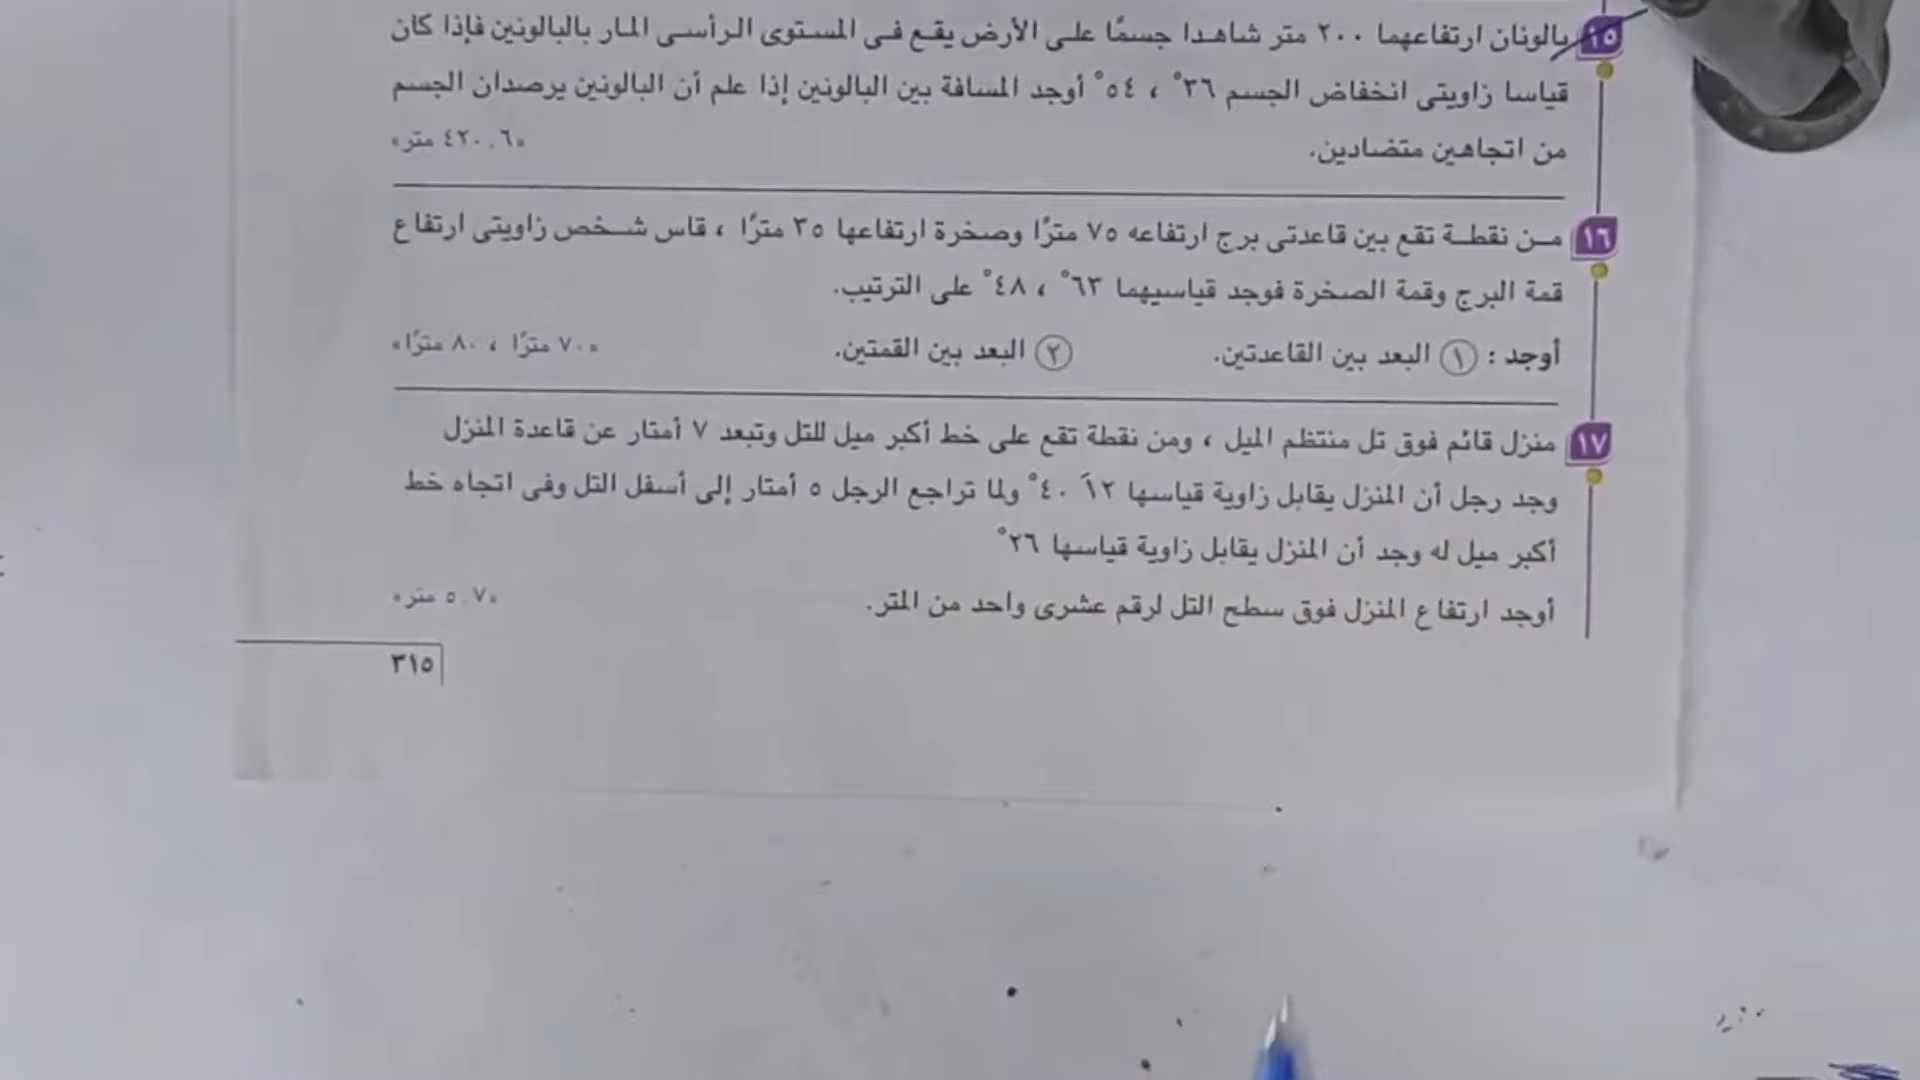 ١٥ بالونان ارتفاعهما ٢٠٠ متر شاهدا جسمًا على الأرض يقع فى المستوى الرأسى المار بالبالونين فإذا كان
قياسا زاويتى انخفاض الجسم ٣٦° ، ٥٤° أوجد المسافة بين البالونين إذا علم أن البالونين يرصدان الجسم
من اتجاهين متضادين. «٤٢٠,٦ متر»
١٦ من نقطة تقع بين قاعدتى برج ارتفاعه ٧٥ مترًا وصخرة ارتفاعها ٣٥ مترًا ، قاس شخص زاويتى ارتفاع
قمة البرج وقمة الصخرة فوجد قياسيهما ٦٣° ، ٤٨° على الترتيب.
أوجد : ١ البعد بين القاعدتين. ٢ البعد بين القمتين. «٧٠ مترًا ، ٨٠ مترًا»
١٧ منزل قائم فوق تل منتظم الميل ، ومن نقطة تقع على خط أكبر ميل للتل وتبعد ٧ أمتار عن قاعدة المنزل
وجد رجل أن المنزل يقابل زاوية قياسها ١٢َ ٤٠° ولما تراجع الرجل ٥ أمتار إلى أسفل التل وفى اتجاه خط
أكبر ميل له وجد أن المنزل يقابل زاوية قياسها ٢٦°
أوجد ارتفاع المنزل فوق سطح التل لرقم عشرى واحد من المتر. «٥,٧ متر»
٣١٥